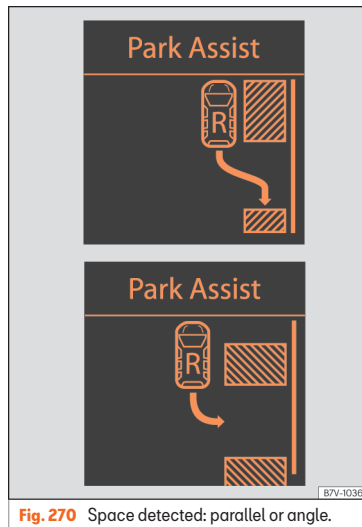 Park Assist
R
Park Assist
R
B7V-1036
Fig. 270 Space detected: parallel or angle.